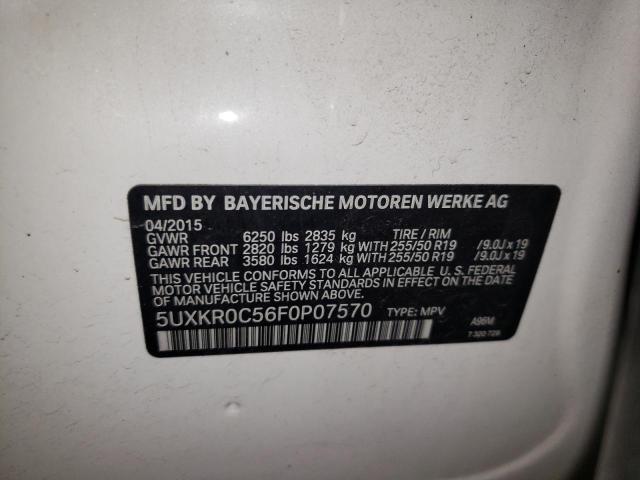 MFD BY BAYERISCHE MOTOREN WERKE AG
04/2015
GVWR 6250 lbs 2835 kg TIRE / RIM
GAWR FRONT 2820 lbs 1279 kg WITH 255/50 R19 / 9.0J x 19
GAWR REAR 3580 lbs 1624 kg WITH 255/50 R19 / 9.0J x 19
THIS VEHICLE CONFORMS TO ALL APPLICABLE U. S. FEDERAL
MOTOR VEHICLE SAFETY STANDARDS IN EFFECT ON THE DATE
OF MANUFACTURE SHOWN ABOVE.
5UXKR0C56F0P07570 TYPE: MPV A96M
7 320 729